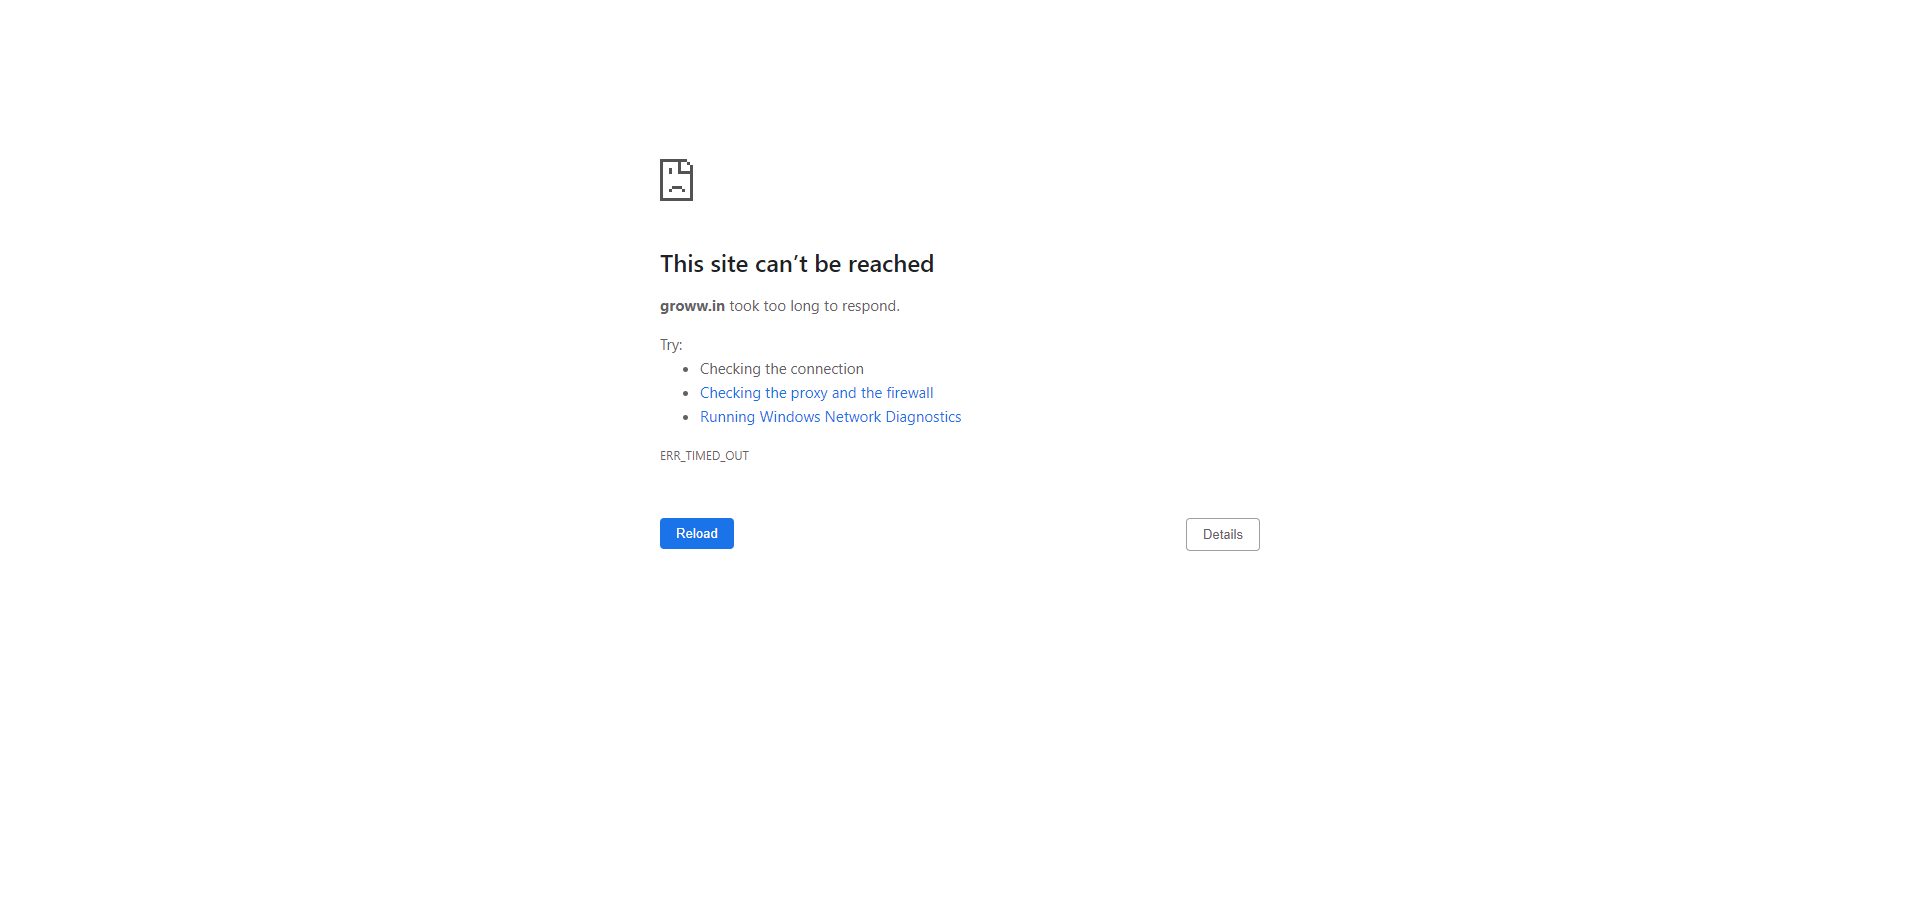 This site can’t be reached
groww.in took too long to respond.
Try:
Checking the connection
Checking the proxy and the firewall
Running Windows Network Diagnostics
ERR_TIMED_OUT
Reload
Details